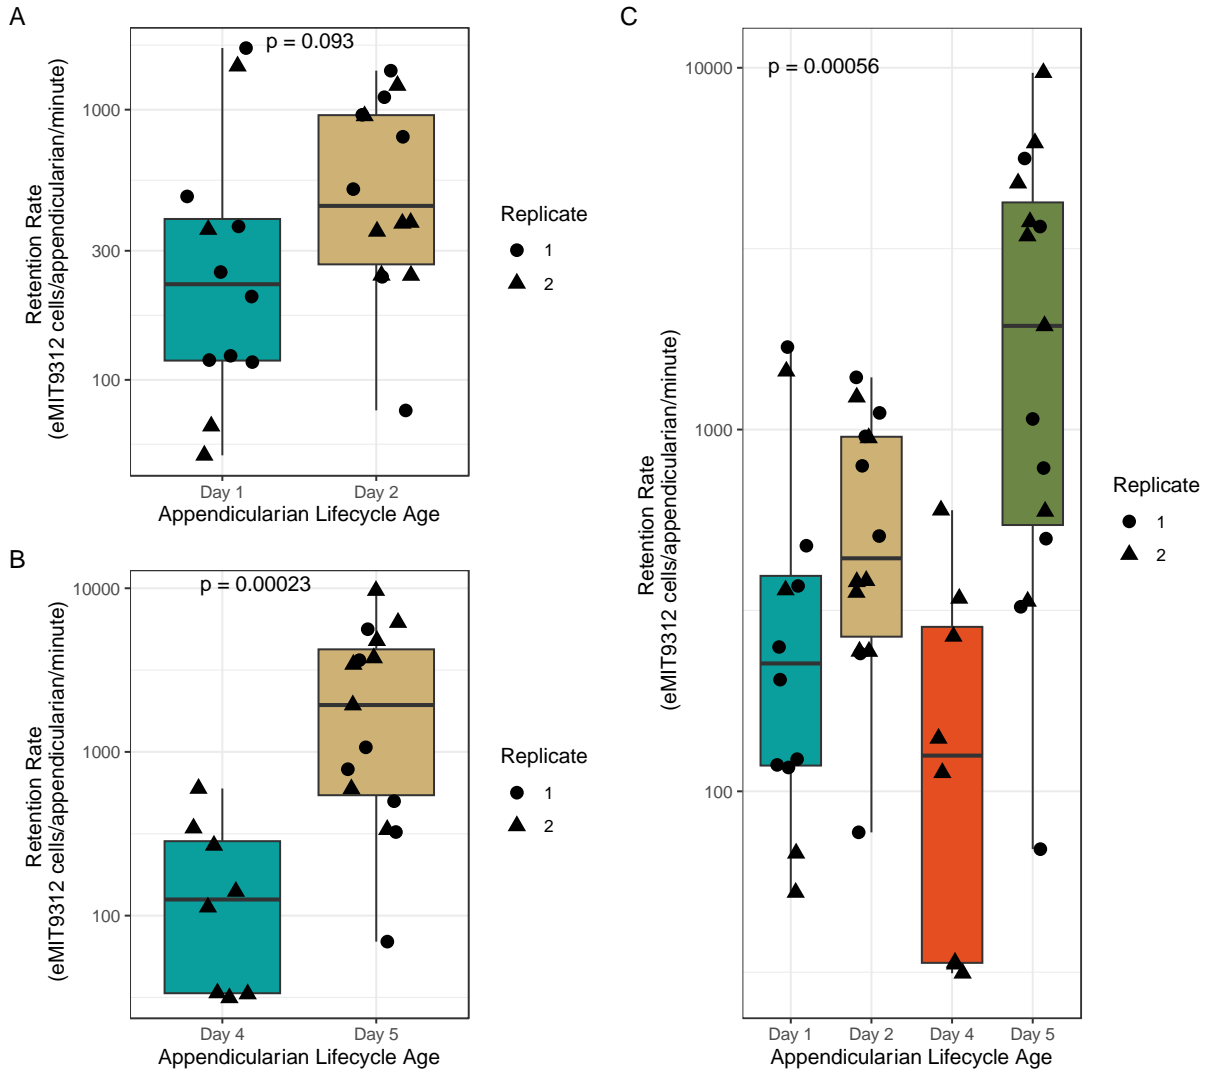 A
p = 0.093
1000
300
100
Retention Rate
(eMIT9312 cells/appendicularian/minute)
Day 1
Day 2
Appendicularian Lifecycle Age
Replicate
1
2
B
p = 0.00023
10000
1000
100
Retention Rate
(eMIT9312 cells/appendicularian/minute)
Day 4
Day 5
Appendicularian Lifecycle Age
Replicate
1
2
C
p = 0.00056
10000
1000
100
Retention Rate
(eMIT9312 cells/appendicularian/minute)
Day 1
Day 2
Day 4
Day 5
Appendicularian Lifecycle Age
Replicate
1
2